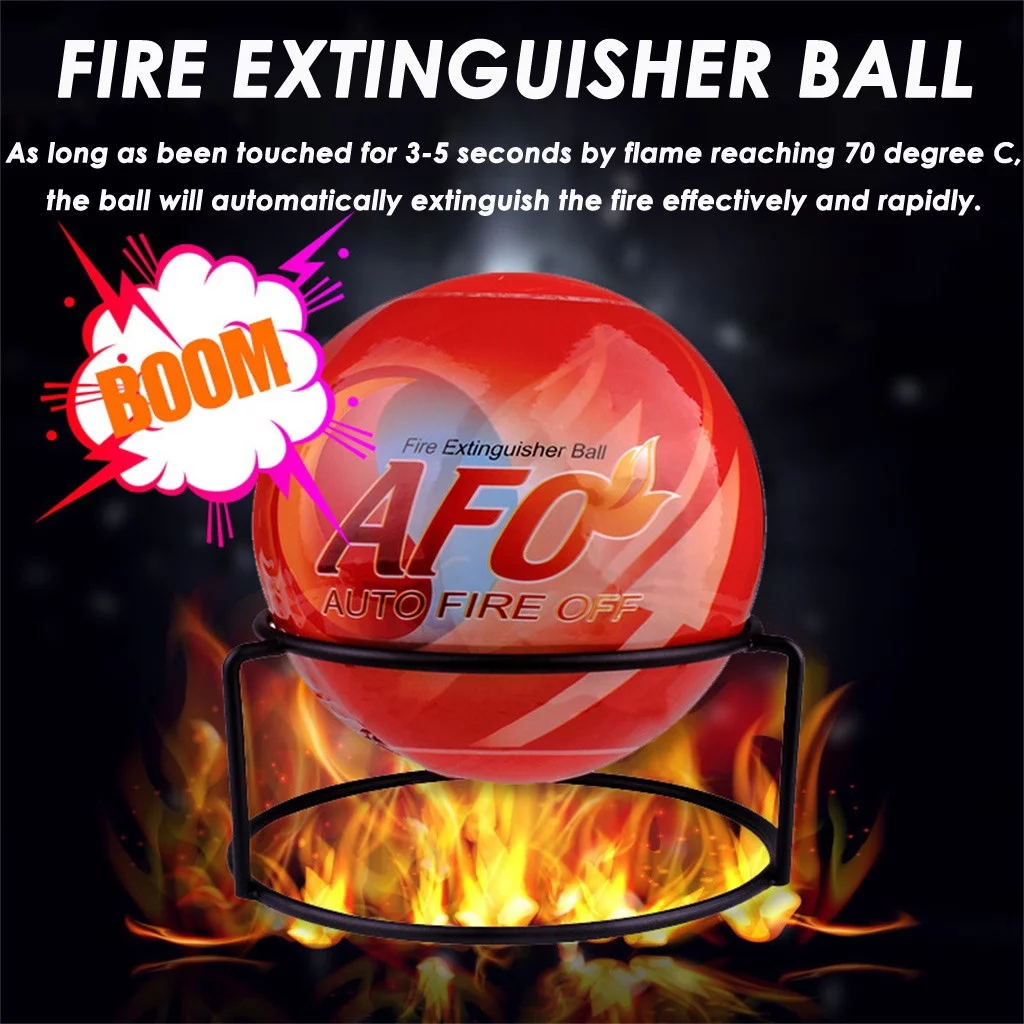 FIRE EXTINGUISHER BALL
As long as been touched for 3-5 seconds by flame reaching 70 degree C,
the ball will automatically extinguish the fire effectively and rapidly.
BOOM
Fire Extinguisher Ball
AFO
AUTO FIRE OFF